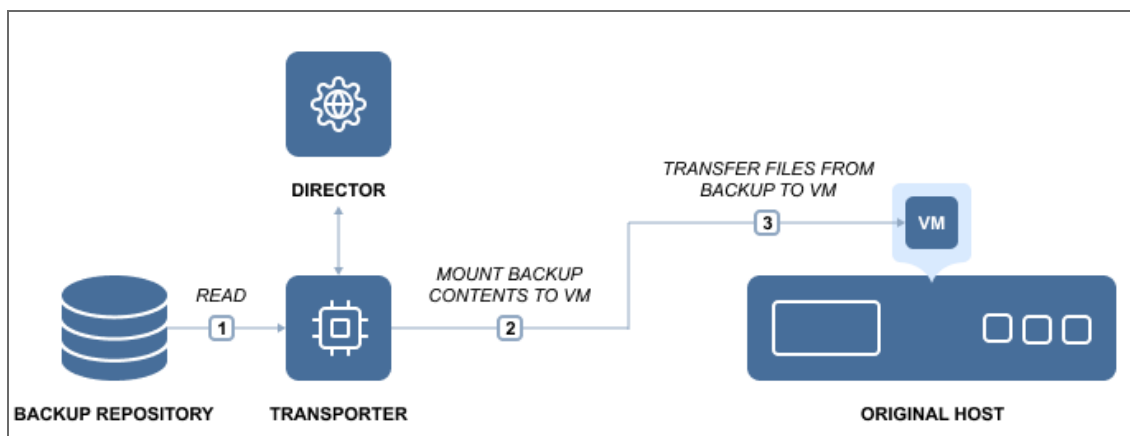 DIRECTOR
TRANSFER FILES FROM
BACKUP TO VM
3
VM
READ
1
MOUNT BACKUP
CONTENTS TO VM
2
BACKUP REPOSITORY
TRANSPORTER
ORIGINAL HOST